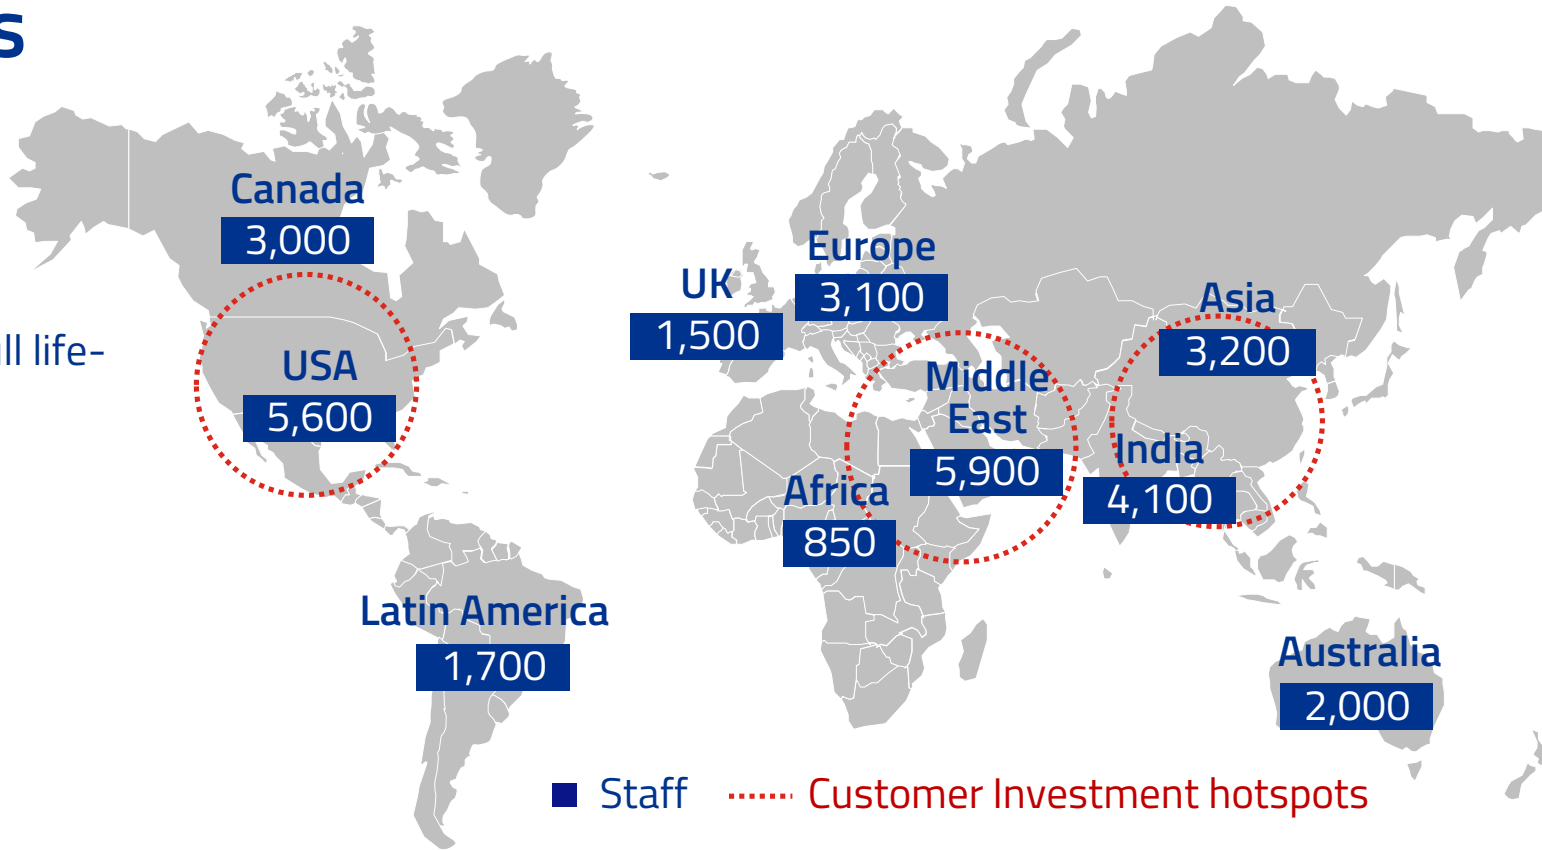 s
ll life-
Canada
3,000
USA
5,600
UK
1,500
Europe
3,100
Asia
3,200
Middle
East
5,900
India
4,100
Africa
850
Latin America
1,700
Australia
2,000
Staff
Customer Investment hotspots